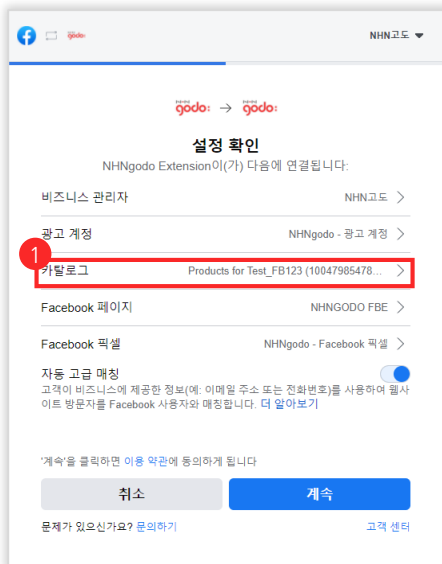 godo:
NHN고도
godo: → godo:
설정 확인
NHNgodo Extension이(가) 다음에 연결됩니다:
비즈니스 관리자 NHN고도
광고 계정 NHNgodo - 광고 계정
1
카탈로그 Products for Test_FB123 (10047985478...
Facebook 페이지 NHNGODO FBE
Facebook 픽셀 NHNgodo - Facebook 픽셀
자동 고급 매칭
고객이 비즈니스에 제공한 정보(예: 이메일 주소 또는 전화번호)를 사용하여 웹사
이트 방문자를 Facebook 사용자와 매칭합니다. 더 알아보기
'계속'을 클릭하면 이용 약관에 동의하게 됩니다
취소 계속
문제가 있으신가요? 문의하기 고객 센터